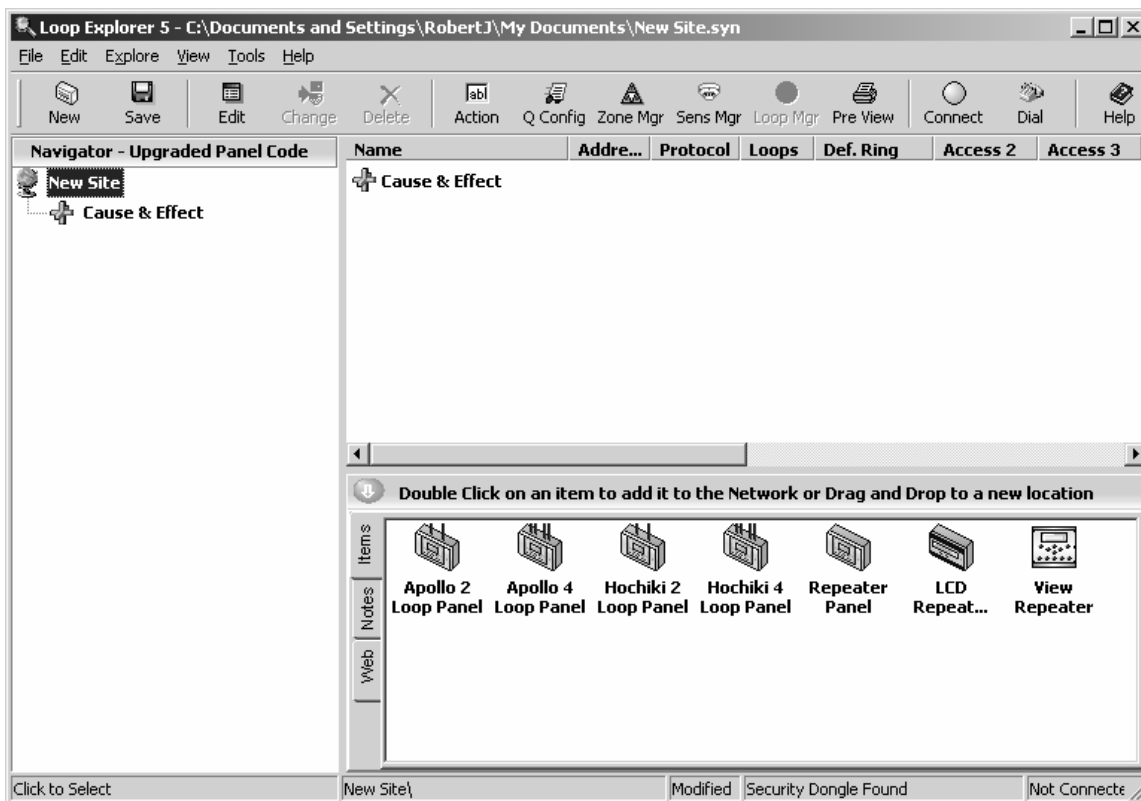 Loop Explorer 5 - C:\Documents and Settings\RobertJ\My Documents\New Site.syn
File Edit Explore View Tools Help
New Save Edit Change Delete abl Action Q Config Zone Mgr Sens Mgr Loop Mgr Pre View Connect Dial Help
Navigator - Upgraded Panel Code
New Site
Cause & Effect
Name Addre... Protocol Loops Def. Ring Access 2 Access 3
Cause & Effect
Double Click on an item to add it to the Network or Drag and Drop to a new location
Items
Notes
Web
Apollo 2 Loop Panel
Apollo 4 Loop Panel
Hochiki 2 Loop Panel
Hochiki 4 Loop Panel
Repeater Panel
LCD Repeat...
View Repeater
Click to Select New Site\ Modified Security Dongle Found Not Connecte